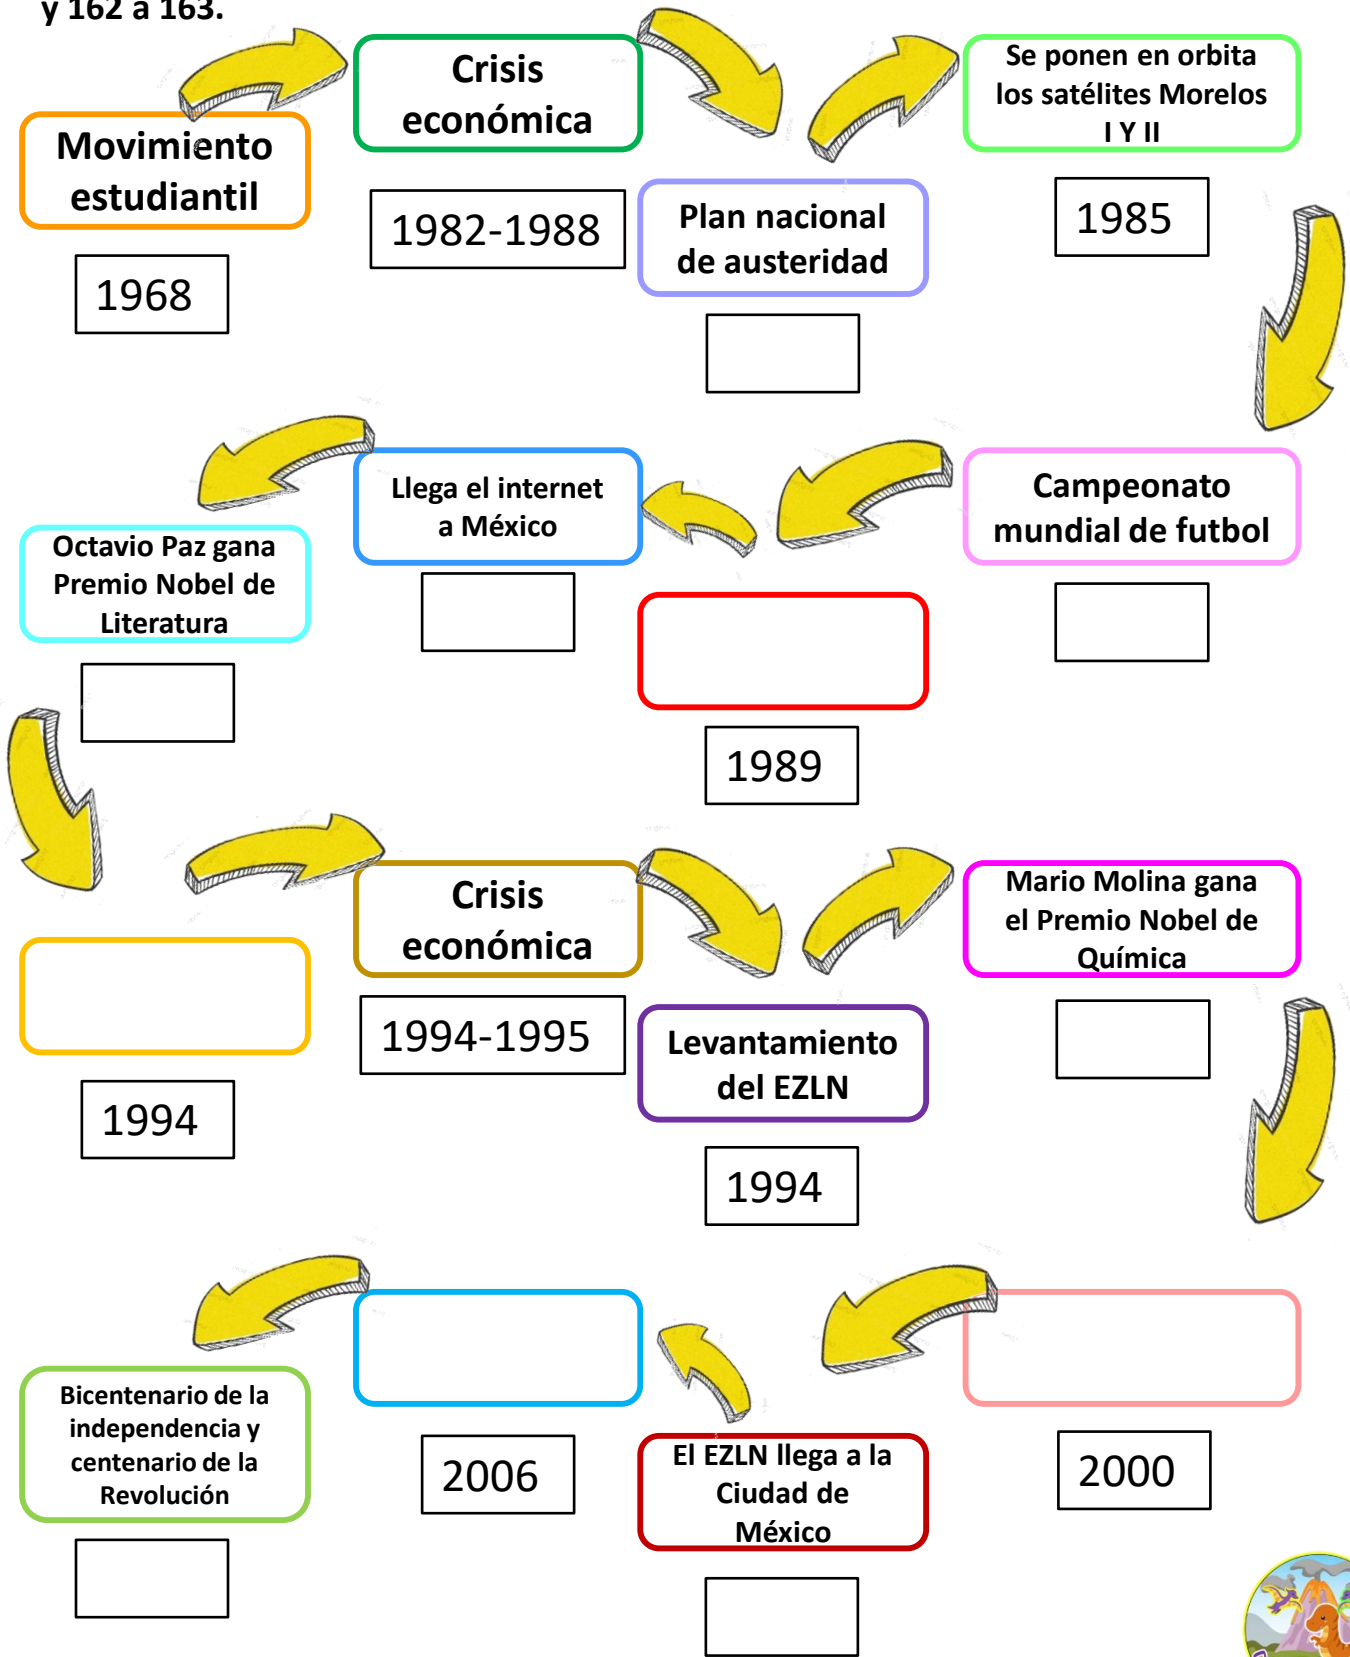 y 162 a 163.
Movimiento
estudiantil
1968
Crisis
económica
1982-1988
Plan nacional
de austeridad
Se ponen en orbita
los satélites Morelos
I Y II
1985
Campeonato
mundial de futbol
1989
Llega el internet
a México
Octavio Paz gana
Premio Nobel de
Literatura
1994
Crisis
económica
1994-1995
Levantamiento
del EZLN
1994
Mario Molina gana
el Premio Nobel de
Química
2000
El EZLN llega a la
Ciudad de
México
2006
Bicentenario de la
independencia y
centenario de la
Revolución